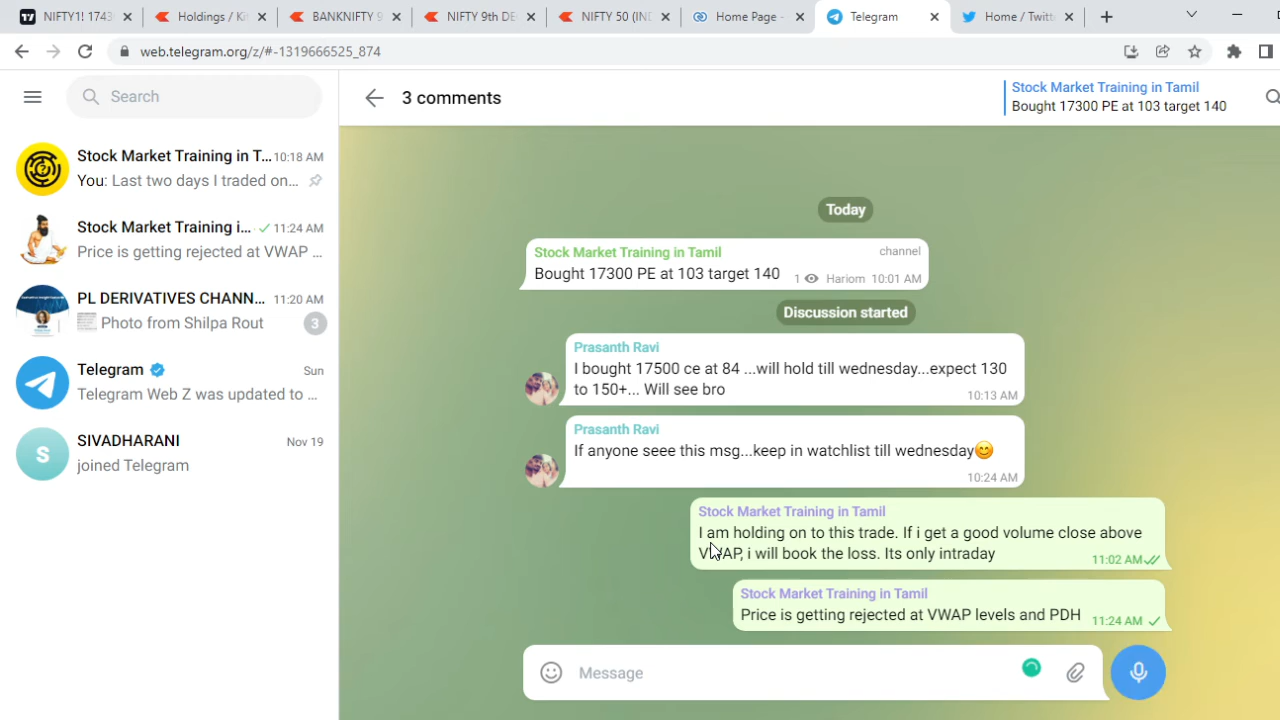 NIFTY1! 1743
Holdings / Ki
BANKNIFTY 9
NIFTY 9th DE
NIFTY 50 (IN
Home Page -
Telegram
Home / Twitt
web.telegram.org/z/#-1319666525_874
Search
3 comments
Stock Market Training in Tamil
Bought 17300 PE at 103 target 140
Stock Market Training in T... 10:18 AM
You: Last two days I traded on...
Stock Market Training i... 11:24 AM
Price is getting rejected at VWAP ...
PL DERIVATIVES CHANN... 11:20 AM
Photo from Shilpa Rout 3
Telegram Sun
Telegram Web Z was updated to ...
S
SIVADHARANI Nov 19
joined Telegram
Today
Stock Market Training in Tamil channel
Bought 17300 PE at 103 target 140 1 Hariom 10:01 AM
Discussion started
Prasanth Ravi
I bought 17500 ce at 84 ...will hold till wednesday...expect 130
to 150+... Will see bro
10:13 AM
Prasanth Ravi
If anyone seee this msg...keep in watchlist till wednesday😊
10:24 AM
Stock Market Training in Tamil
I am holding on to this trade. If i get a good volume close above
VWAP, i will book the loss. Its only intraday 11:02 AM
Stock Market Training in Tamil
Price is getting rejected at VWAP levels and PDH 11:24 AM
Message